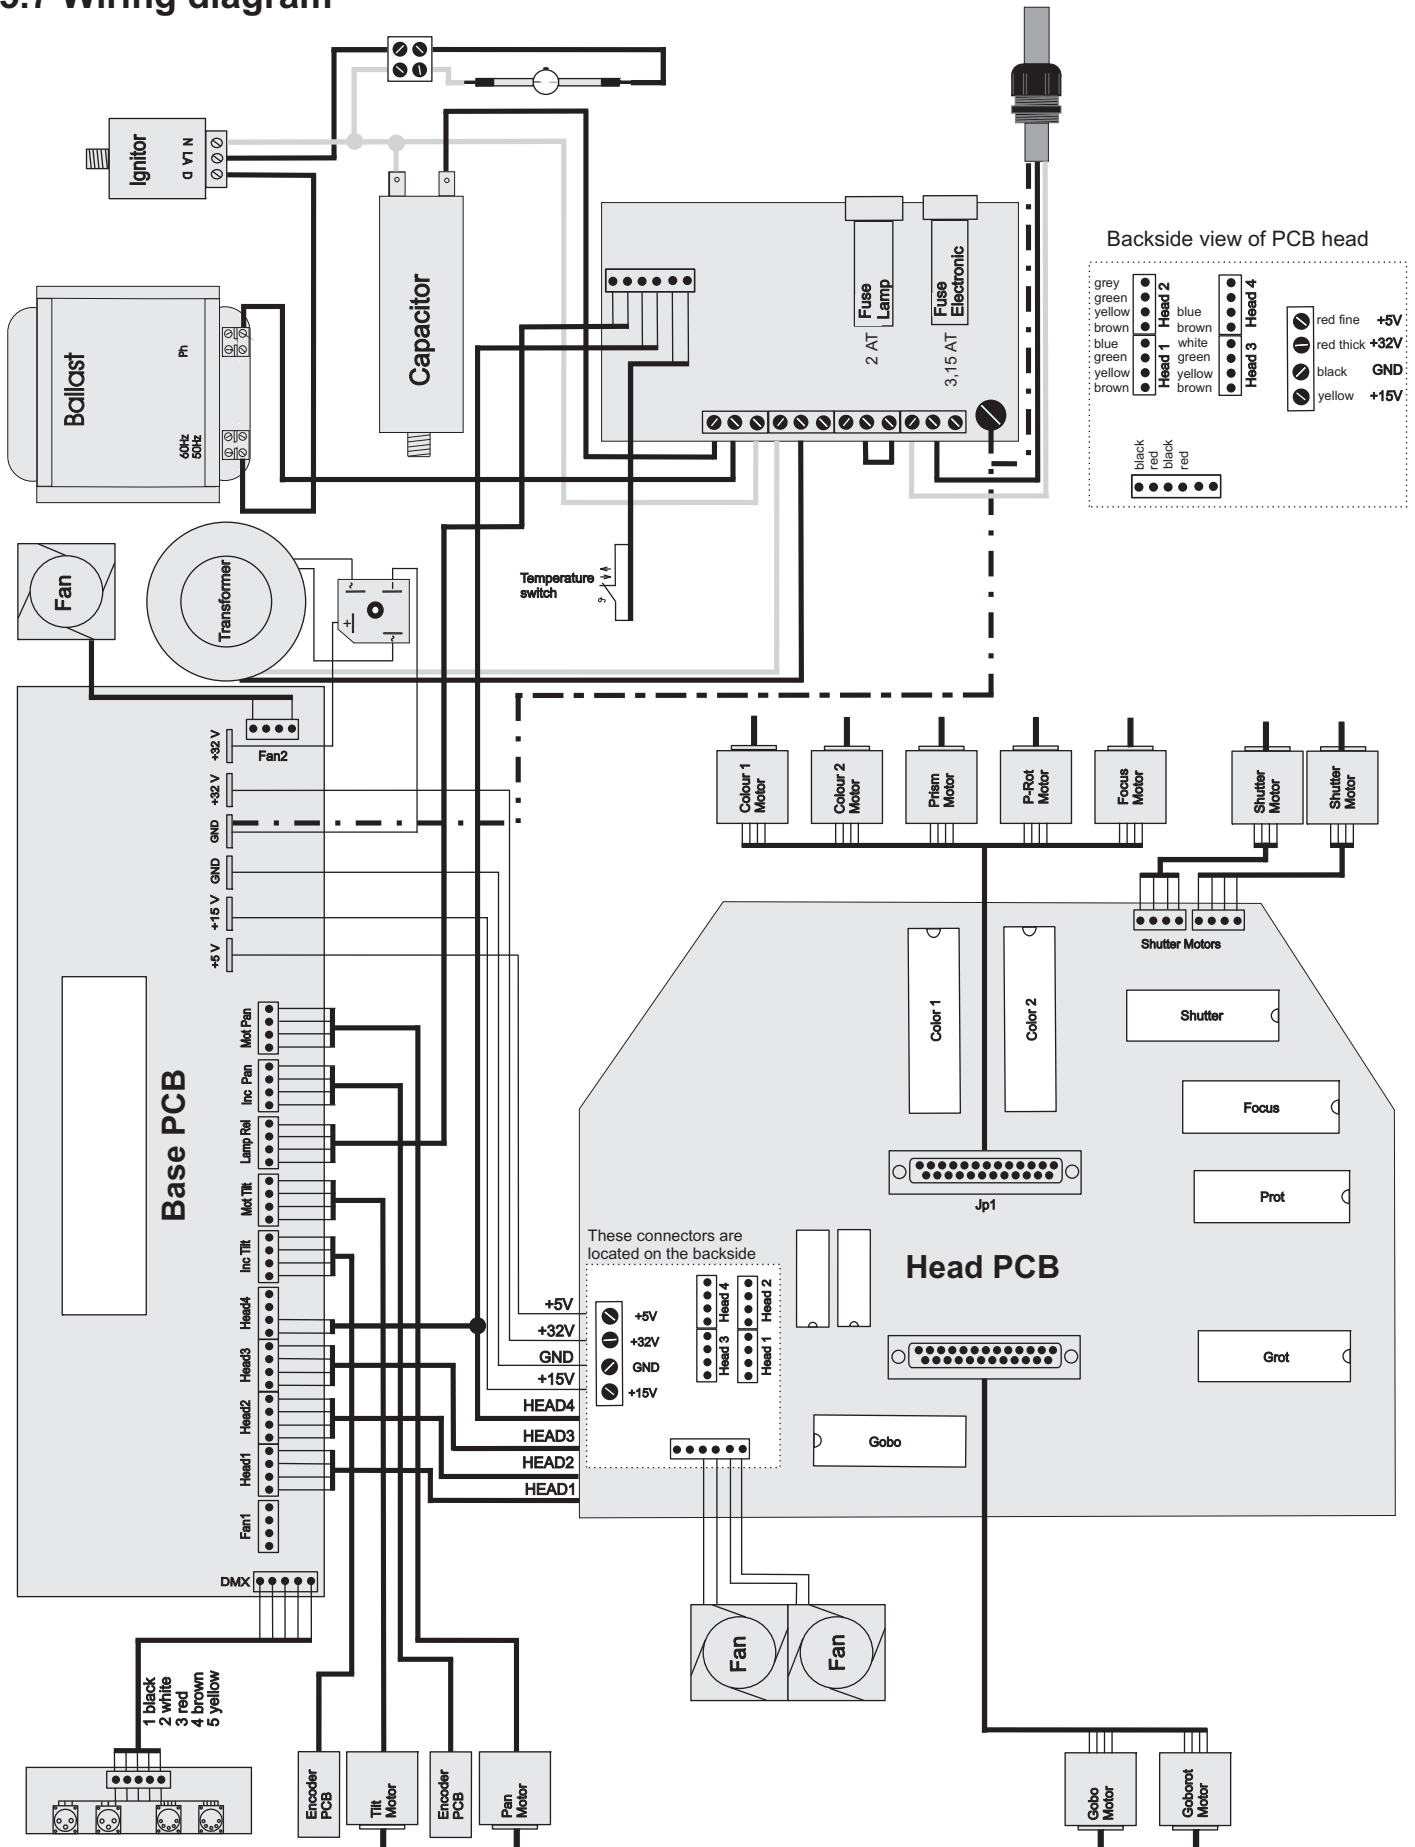 5.7 Wiring diagram
Ignitor
N LA D
Capacitor
Ballast
Ph
60Hz
50Hz
Fuse
Lamp
2 AT
Fuse
Electronic
3,15 AT
Backside view of PCB head
grey
green
yellow
brown
Head 2
blue
green
yellow
brown
Head 1
blue
brown
Head 4
white
green
yellow
brown
Head 3
red fine +5V
red thick +32V
black GND
yellow +15V
black
red
black
red
Fan
Transformer
~
–
+
~
Temperature
switch
Fan2
+32 V
+32 V
GND
GND
+15 V
+5 V
Colour 1
Motor
Colour 2
Motor
Prism
Motor
P-Rot
Motor
Focus
Motor
Shutter
Motor
Shutter
Motor
Shutter Motors
Base PCB
Mot Pan
Inc Pan
Lamp Rel
Mot Tilt
Inc Tilt
Head4
Head3
Head2
Head1
Fan1
DMX
Color 1
Color 2
Shutter
Focus
Prot
Grot
Gobo
Jp1
Head PCB
These connectors are
located on the backside
+5V
+32V
GND
+15V
HEAD4
HEAD3
HEAD2
HEAD1
+5V
+32V
GND
+15V
Head 4
Head 2
Head 3
Head 1
Fan
Fan
1 black
2 white
3 red
4 brown
5 yellow
Encoder
PCB
Tilt
Motor
Encoder
PCB
Pan
Motor
Gobo
Motor
Goborot
Motor